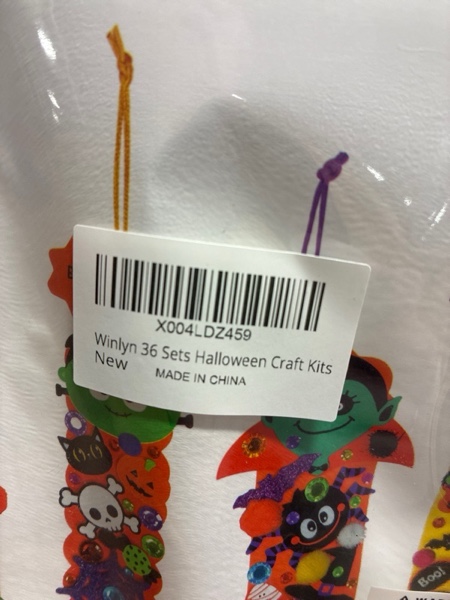 X004LDZ459
Winlyn 36 Sets Halloween Craft Kits
New
MADE IN CHINA
Boo!